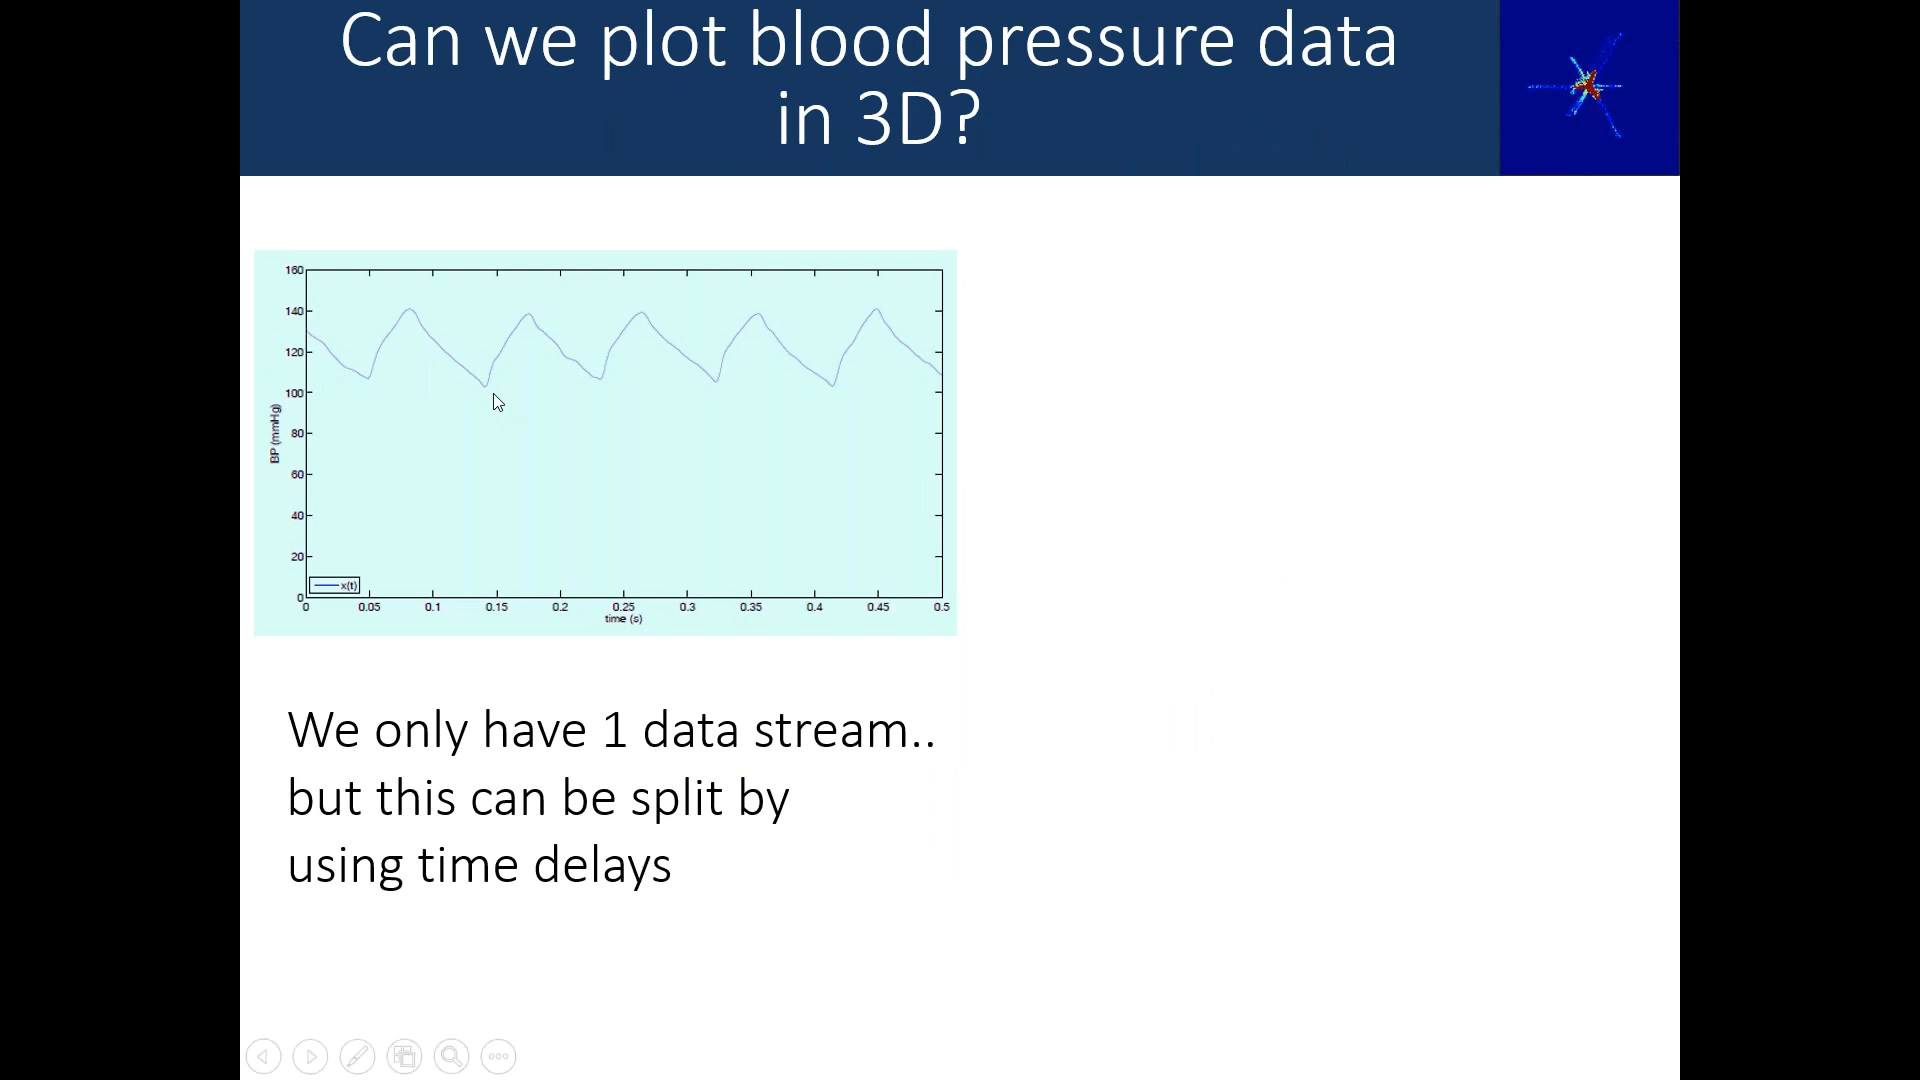 Can we plot blood pressure data
in 3D?
160
140
120
100
80
60
40
20
0
BP (mmHg)
x(t)
0 0.05 0.1 0.15 0.2 0.25 0.3 0.35 0.4 0.45 0.5
time (s)
We only have 1 data stream..
but this can be split by
using time delays